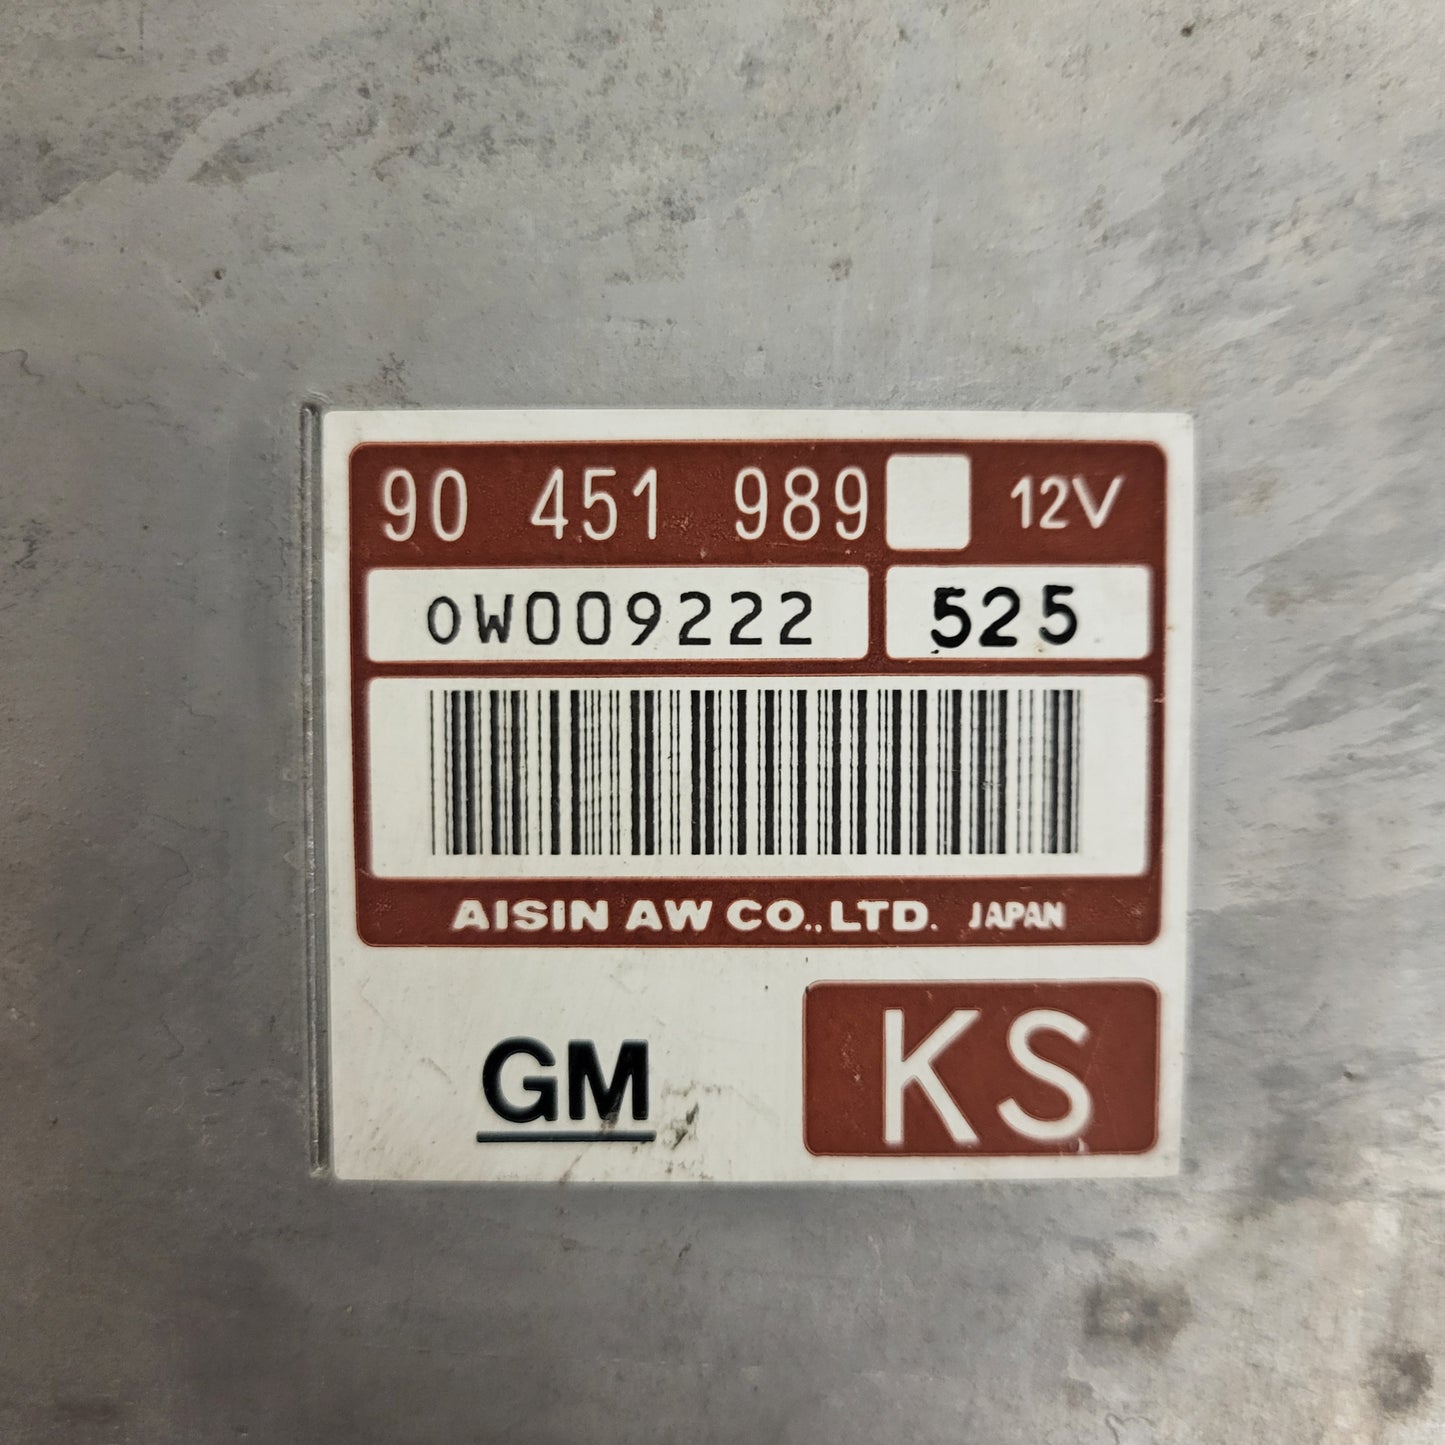 90 451 989 12V
0W009222 525
AISIN AW CO.,LTD. JAPAN
GM KS